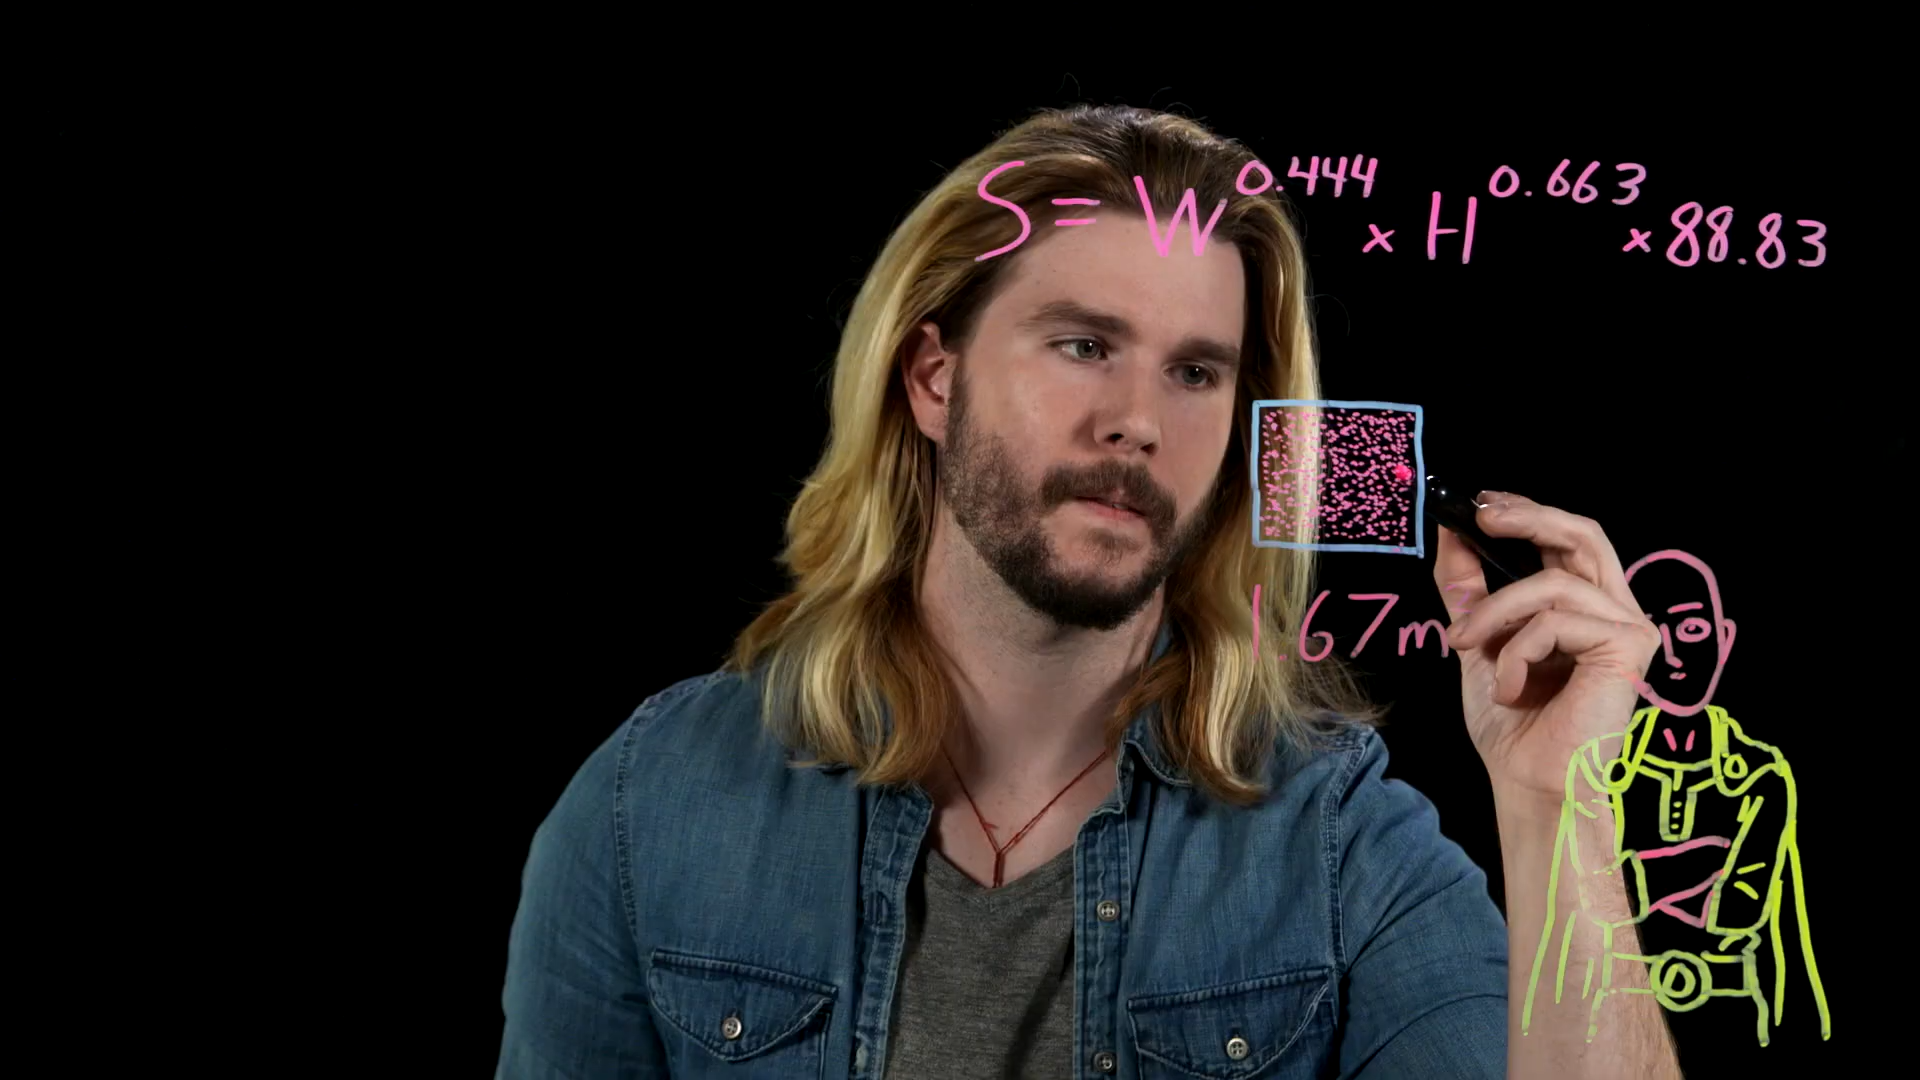 S = W^0.444 × H^0.663 × 88.83
1.67m²